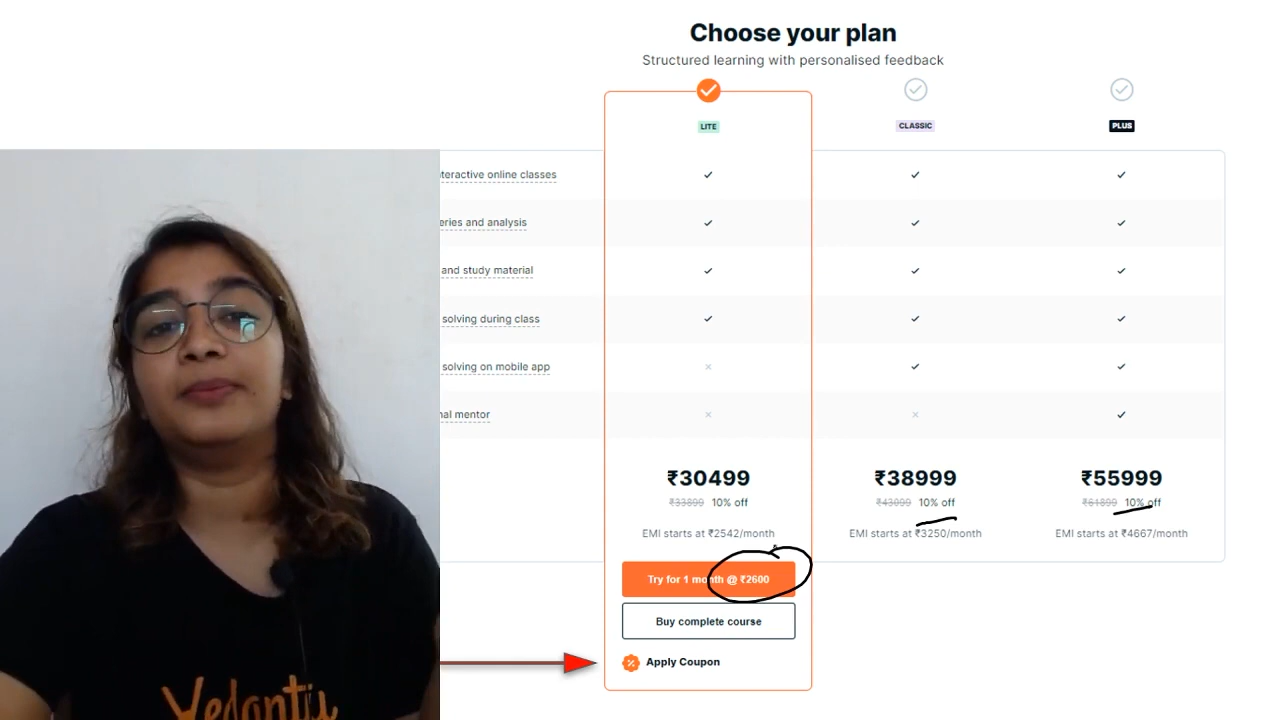 Choose your plan
Structured learning with personalised feedback
LITE CLASSIC PLUS
nteractive online classes
eries and analysis
and study material
solving during class
solving on mobile app
nal mentor
₹30499 ₹38999 ₹55999
₹33899 10% off ₹43099 10% off ₹61899 10% off
EMI starts at ₹2542/month EMI starts at ₹3250/month EMI starts at ₹4667/month
Try for 1 month @ ₹2600
Buy complete course
% Apply Coupon
Vedantu